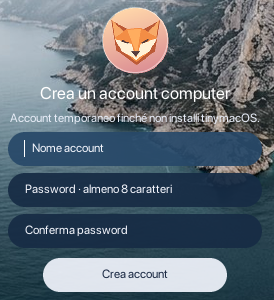 Crea un account computer
Account temporaneo finché non installi tinymacOS.
Nome account
Password · almeno 8 caratteri
Conferma password
Crea account